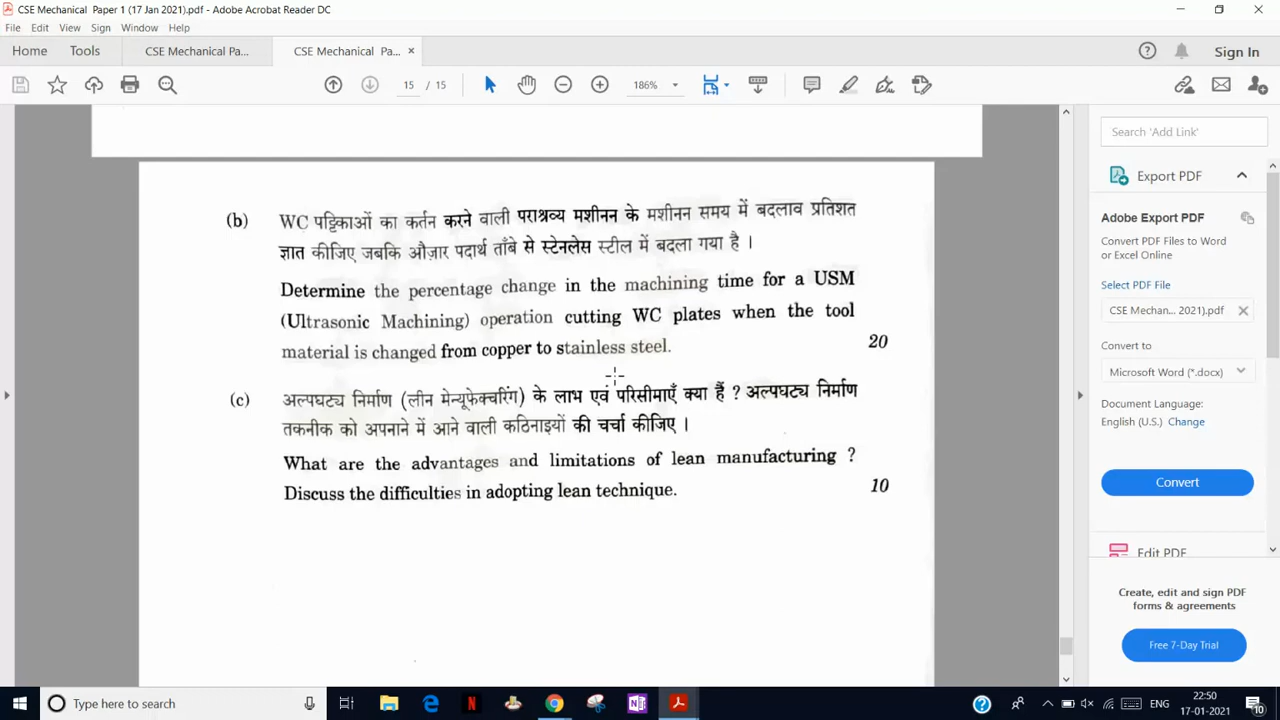 CSE Mechanical Paper 1 (17 Jan 2021).pdf - Adobe Acrobat Reader DC
File Edit View Sign Window Help
Home Tools CSE Mechanical Pa... CSE Mechanical Pa... × Sign In
15 / 15 186%
Search 'Add Link'
Export PDF
Adobe Export PDF
Convert PDF Files to Word
or Excel Online
Select PDF File
CSE Mechan... 2021).pdf
Convert to
Microsoft Word (*.docx)
Document Language:
English (U.S.) Change
Convert
Edit PDF
Create, edit and sign PDF
forms & agreements
Free 7-Day Trial
(b) WC पट्टिकाओं का कर्तन करने वाली पराश्रव्य मशीनन के मशीनन समय में बदलाव प्रतिशत
ज्ञात कीजिए जबकि औज़ार पदार्थ ताँबे से स्टेनलेस स्टील में बदला गया है ।
Determine the percentage change in the machining time for a USM
(Ultrasonic Machining) operation cutting WC plates when the tool
material is changed from copper to stainless steel. 20
(c) अल्पघट्य निर्माण (लीन मेन्यूफेक्चरिंग) के लाभ एवं परिसीमाएँ क्या हैं ? अल्पघट्य निर्माण
तकनीक को अपनाने में आने वाली कठिनाइयों की चर्चा कीजिए ।
What are the advantages and limitations of lean manufacturing ?
Discuss the difficulties in adopting lean technique. 10
Type here to search
ENG
22:50
17-01-2021